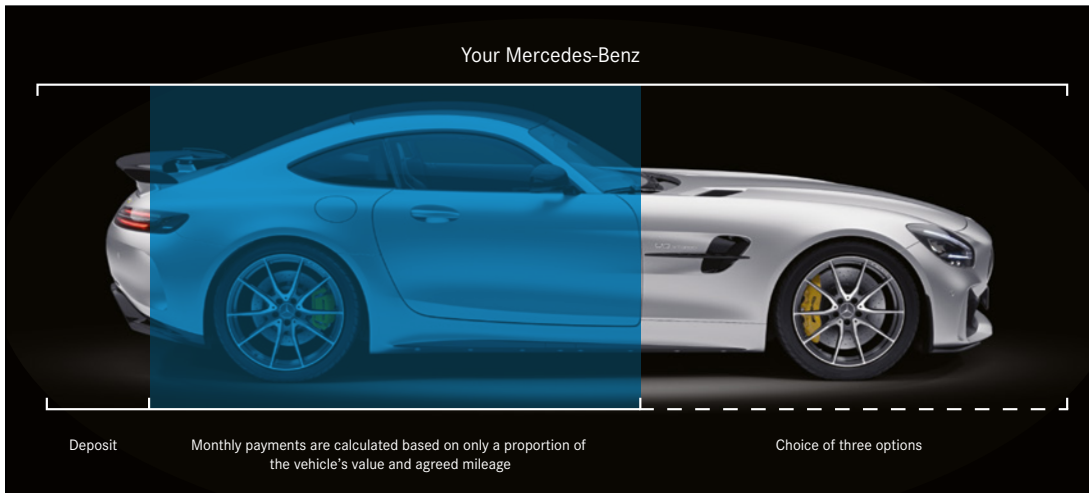 Your Mercedes-Benz
Deposit
Monthly payments are calculated based on only a proportion of
the vehicle's value and agreed mileage
Choice of three options